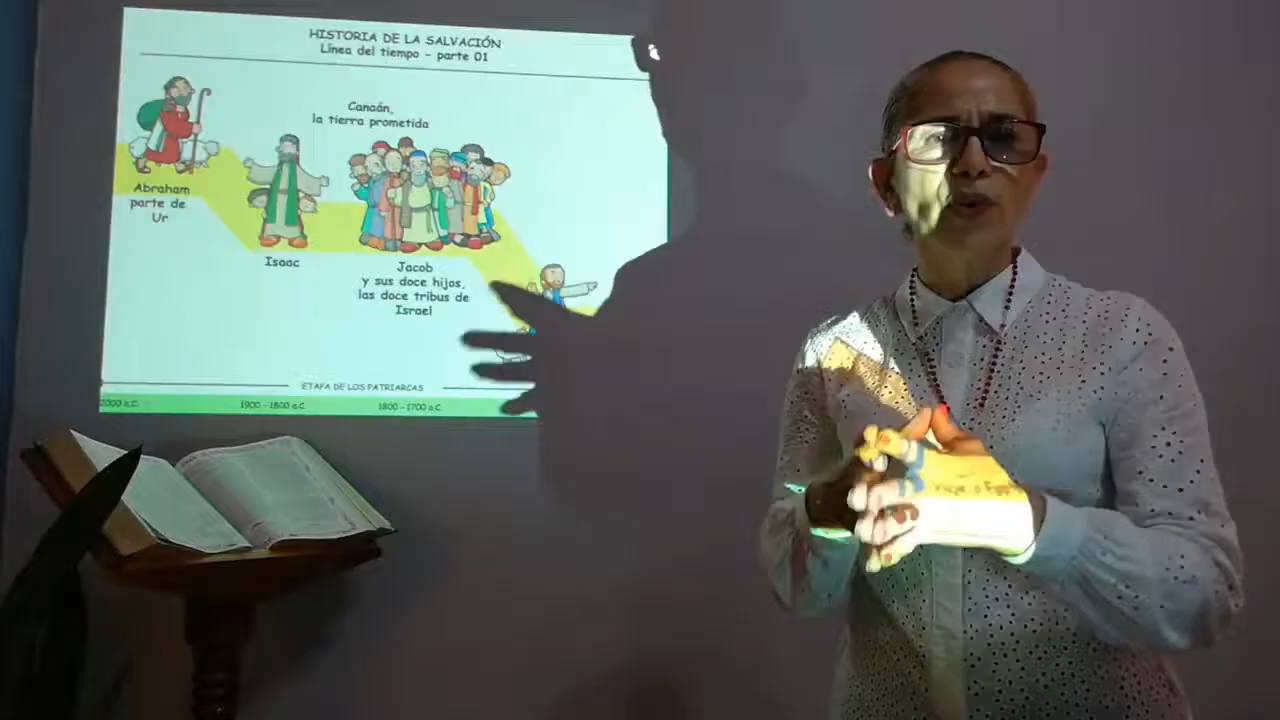 HISTORIA DE LA SALVACIÓN
Línea del tiempo - parte 01
Canaán,
la tierra prometida
Abraham
parte de
Ur
Isaac
Jacob
y sus doce hijos,
las doce tribus de
Israel
ETAPA DE LOS PATRIARCAS
2000 a.C.
1900 - 1800 a.C.
1800 - 1700 a.C.